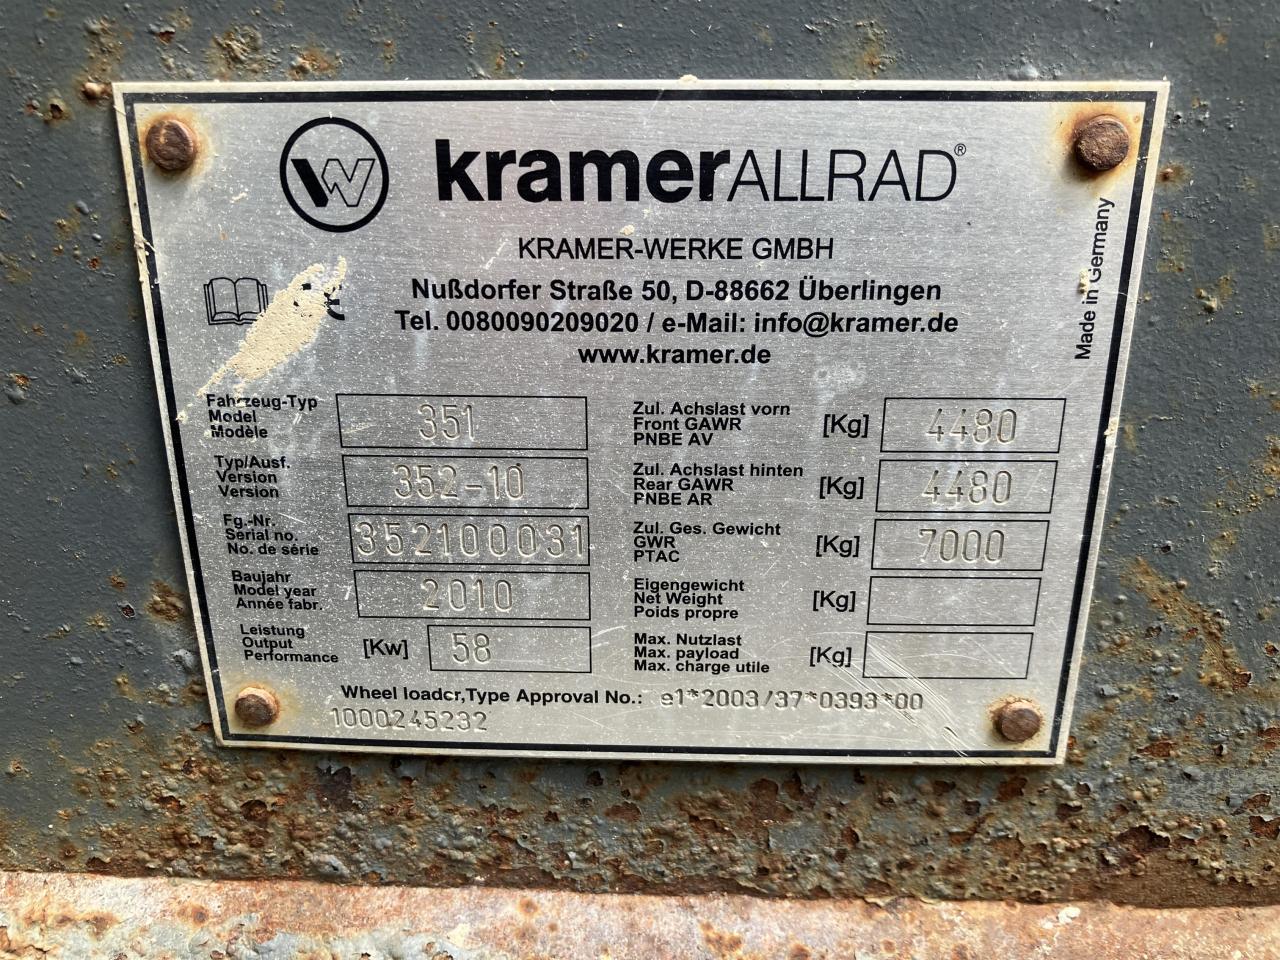 kramerALLRAD®
KRAMER-WERKE GMBH
Nußdorfer Straße 50, D-88662 Überlingen
Tel. 0080090209020 / e-Mail: info@kramer.de
www.kramer.de
Made in Germany
Fahrzeug-Typ
Model
Modèle
351
Typ/Ausf.
Version
Version
352-10
Fg.-Nr.
Serial no.
No. de série
352100031
Baujahr
Model year
Année fabr.
2010
Leistung
Output
Performance
[Kw]
58
Zul. Achslast vorn
Front GAWR
PNBE AV
[Kg]
4480
Zul. Achslast hinten
Rear GAWR
PNBE AR
[Kg]
4480
Zul. Ges. Gewicht
GWR
PTAC
[Kg]
7000
Eigengewicht
Net Weight
Poids propre
[Kg]
Max. Nutzlast
Max. payload
Max. charge utile
[Kg]
Wheel loader,Type Approval No.: e1*2003/37*0393*00
1000245232